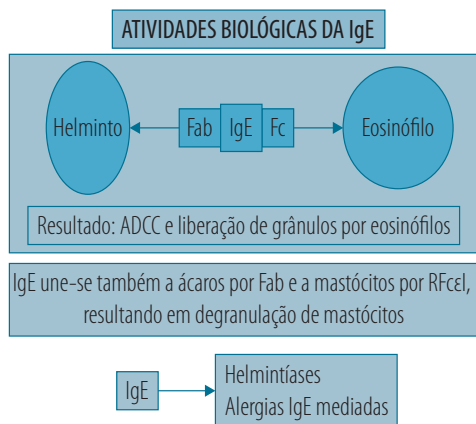 ATIVIDADES BIOLÓGICAS DA IgE
Helminto
Fab
IgE
Fc
Eosinófilo
Resultado: ADCC e liberação de grânulos por eosinófilos
IgE une-se também a ácaros por Fab e a mastócitos por RFcεI,
resultando em degranulação de mastócitos
IgE
Helmintíases
Alergias IgE mediadas